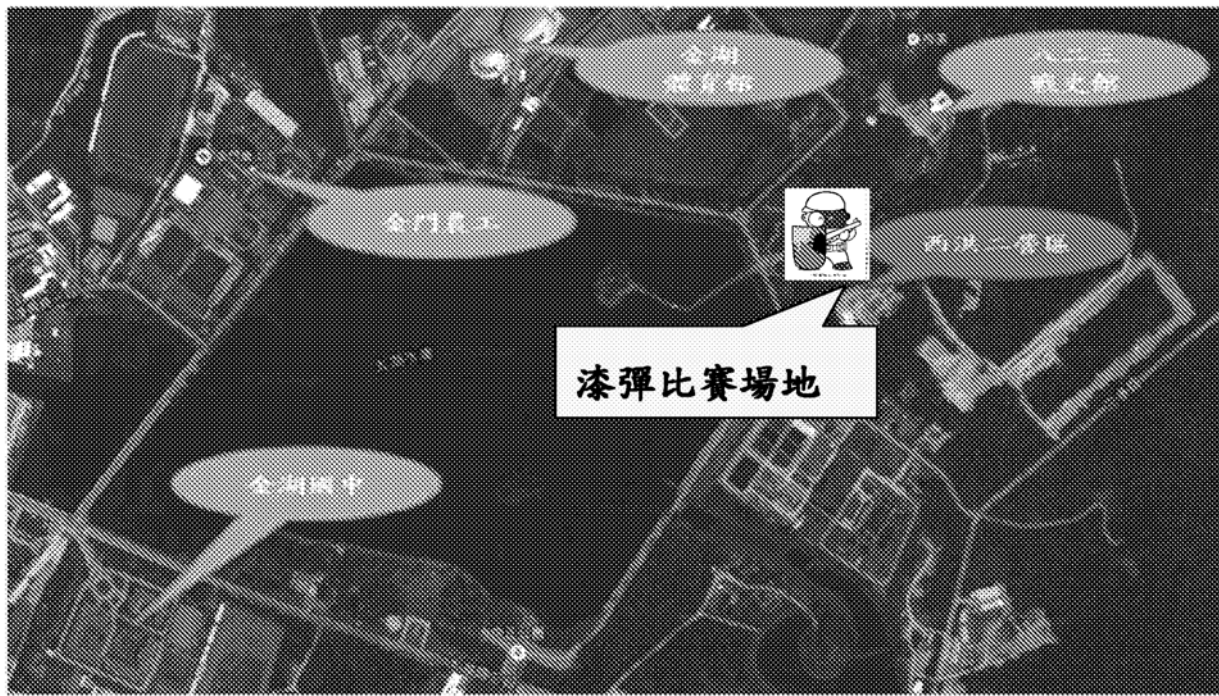 金湖
體育館
八二三
戰史館
金門農工
西洪二營區
漆彈比賽場地
金湖國中